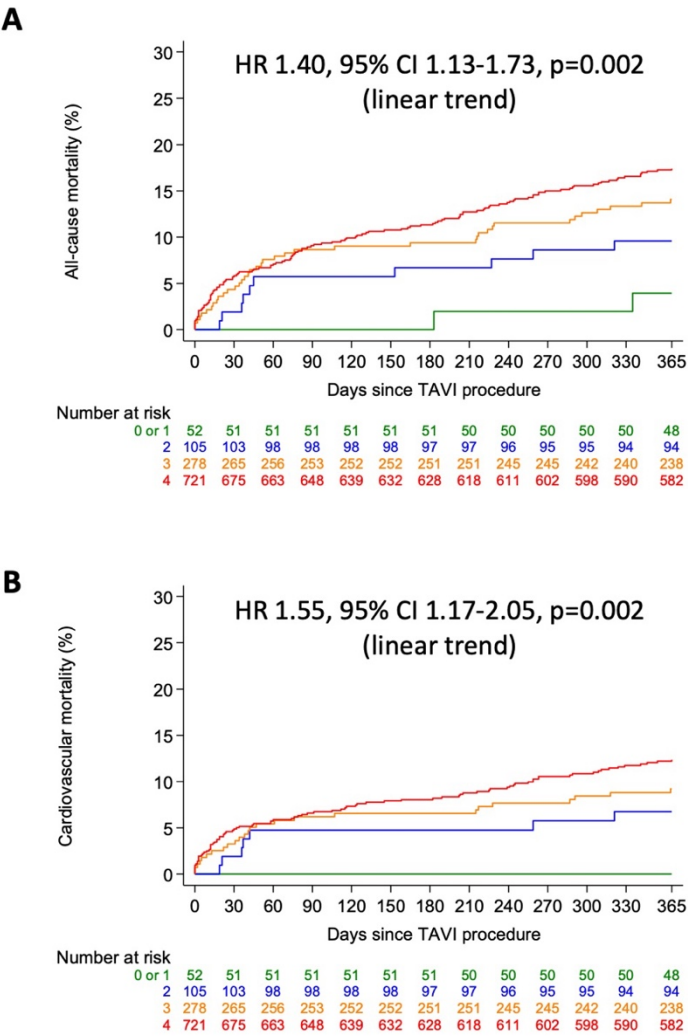 A
HR 1.40, 95% CI 1.13-1.73, p=0.002
(linear trend)
All-cause mortality (%)
30
25
20
15
10
5
0
0 30 60 90 120 150 180 210 240 270 300 330 365
Days since TAVI procedure
Number at risk
0 or 1 52 51 51 51 51 51 51 50 50 50 50 50 48
2 105 103 98 98 98 98 97 97 96 95 95 94 94
3 278 265 256 253 252 252 251 251 245 245 242 240 238
4 721 675 663 648 639 632 628 618 611 602 598 590 582
B
HR 1.55, 95% CI 1.17-2.05, p=0.002
(linear trend)
Cardiovascular mortality (%)
30
25
20
15
10
5
0
0 30 60 90 120 150 180 210 240 270 300 330 365
Days since TAVI procedure
Number at risk
0 or 1 52 51 51 51 51 51 51 50 50 50 50 50 48
2 105 103 98 98 98 98 97 97 96 95 95 94 94
3 278 265 256 253 252 252 251 251 245 245 242 240 238
4 721 675 663 648 639 632 628 618 611 602 598 590 582